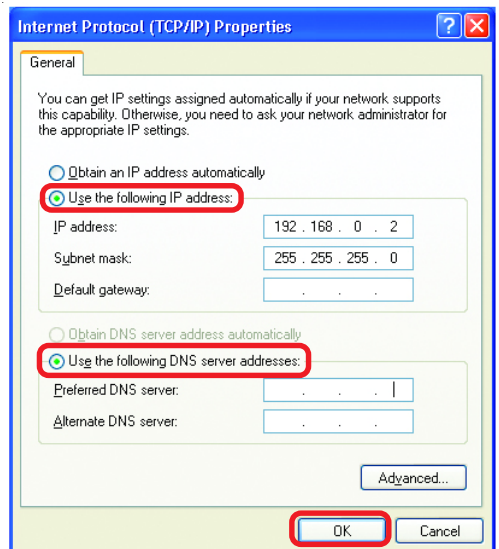 Internet Protocol (TCP/IP) Properties
General
You can get IP settings assigned automatically if your network supports
this capability. Otherwise, you need to ask your network administrator for
the appropriate IP settings.
Obtain an IP address automatically
Use the following IP address:
IP address: 192 . 168 . 0 . 2
Subnet mask: 255 . 255 . 255 . 0
Default gateway: . . .
Obtain DNS server address automatically
Use the following DNS server addresses:
Preferred DNS server: . . .
Alternate DNS server: . . .
Advanced...
OK Cancel